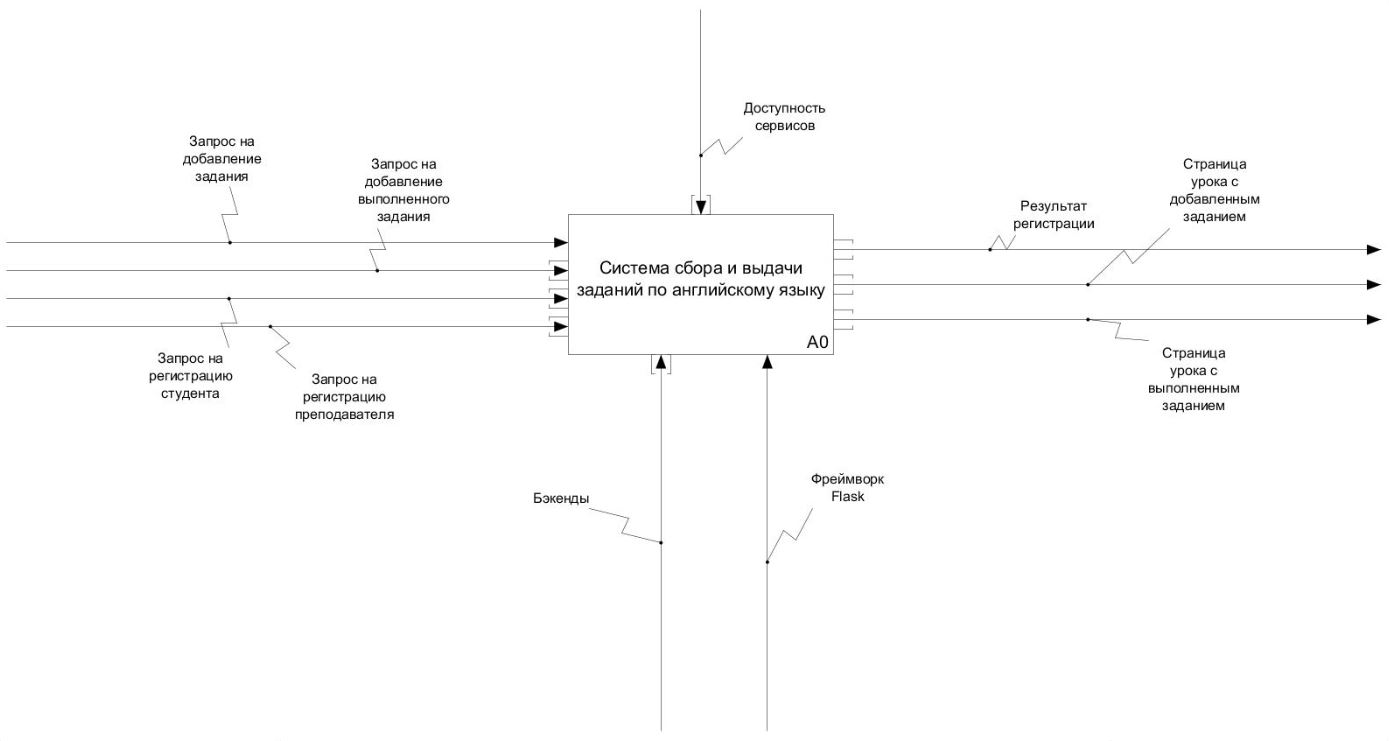 Доступность
сервисов
Запрос на
добавление
задания
Запрос на
добавление
выполненного
задания
Страница
урока с
добавленным
заданием
Результат
регистрации
Система сбора и выдачи
заданий по английскому языку
A0
Запрос на
регистрацию
студента
Запрос на
регистрацию
преподавателя
Страница
урока с
выполненным
заданием
Бэкенды
Фреймворк
Flask